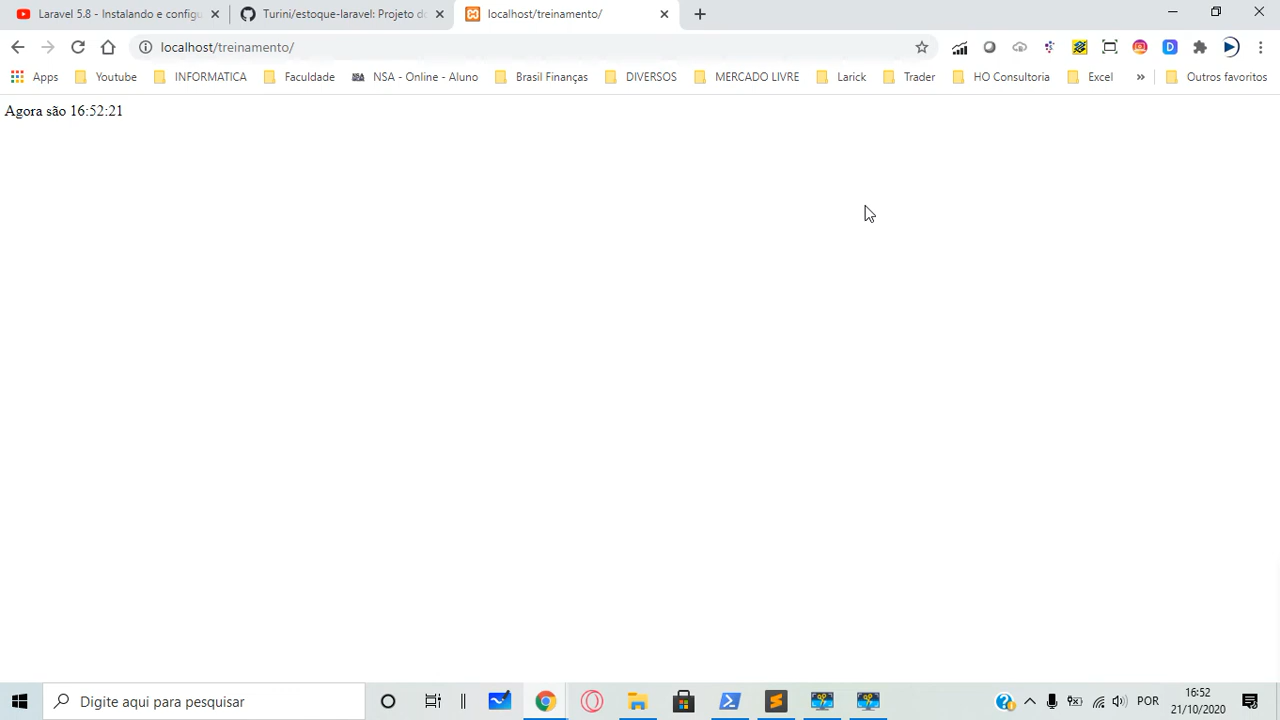 Laravel 5.8 - Instalando e configu
Turini/estoque-laravel: Projeto do
localhost/treinamento/
localhost/treinamento/
Apps
Youtube
INFORMATICA
Faculdade
NSA - Online - Aluno
Brasil Finanças
DIVERSOS
MERCADO LIVRE
Larick
Trader
HO Consultoria
Excel
»
Outros favoritos
Agora são 16:52:21
Digite aqui para pesquisar
POR
16:52
21/10/2020